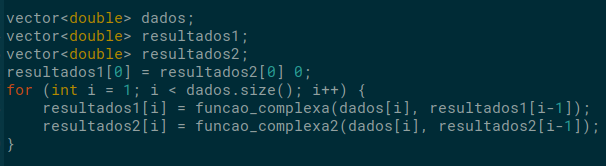 vector<double> dados;
vector<double> resultados1;
vector<double> resultados2;
resultados1[0] = resultados2[0] 0;
for (int i = 1; i < dados.size(); i++) {
    resultados1[i] = funcao_complexa(dados[i], resultados1[i-1]);
    resultados2[i] = funcao_complexa2(dados[i], resultados2[i-1]);
}